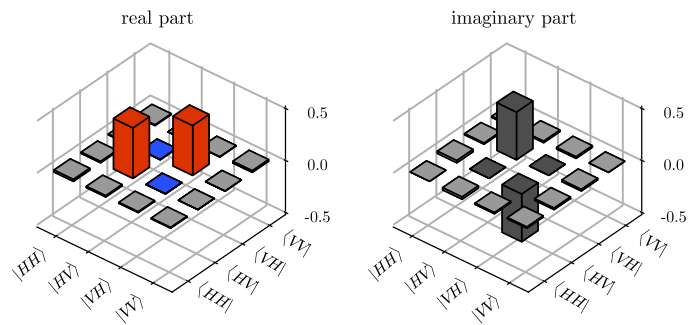 real part
imaginary part
0.5
0.0
-0.5
|HH⟩
|HV⟩
|VH⟩
|VV⟩
⟨HH|
⟨HV|
⟨VH|
⟨VV|
0.5
0.0
-0.5
|HH⟩
|HV⟩
|VH⟩
|VV⟩
⟨HH|
⟨HV|
⟨VH|
⟨VV|